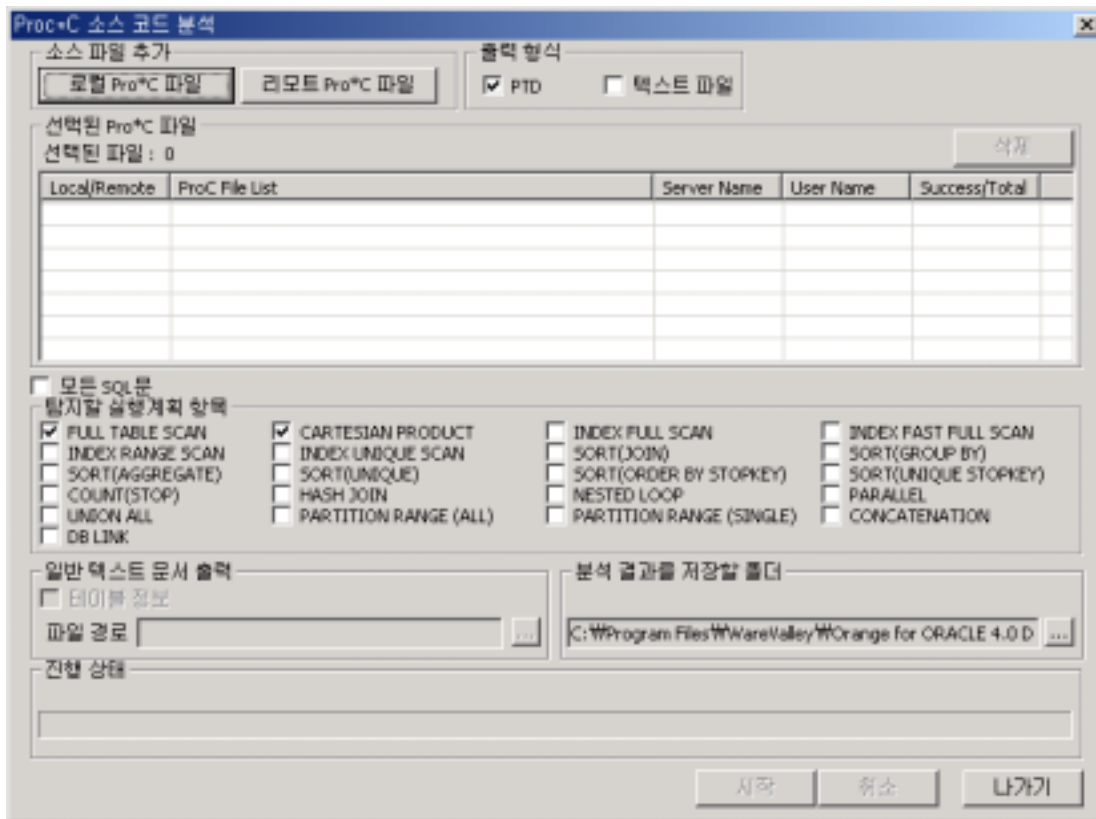 Proc*C 소스 코드 분석
소스 파일 추가
출력 형식
로컬 Pro*C 파일
리모트 Pro*C 파일
PTD
텍스트 파일
선택된 Pro*C 파일
선택된 파일 : 0
삭제
Local/Remote ProC File List Server Name User Name Success/Total
모든 SQL문
탐지할 실행계획 항목
FULL TABLE SCAN CARTESIAN PRODUCT INDEX FULL SCAN INDEX FAST FULL SCAN
INDEX RANGE SCAN INDEX UNIQUE SCAN SORT(JOIN) SORT(GROUP BY)
SORT(AGGREGATE) SORT(UNIQUE) SORT(ORDER BY STOPKEY) SORT(UNIQUE STOPKEY)
COUNT(STOP) HASH JOIN NESTED LOOP PARALLEL
UNION ALL PARTITION RANGE (ALL) PARTITION RANGE (SINGLE) CONCATENATION
DB LINK
일반 텍스트 문서 출력
테이블 정보
파일 경로
...
분석 결과를 저장할 폴더
C:₩Program Files₩WareValley₩Orange for ORACLE 4.0 D
...
진행 상태
시작 취소 나가기